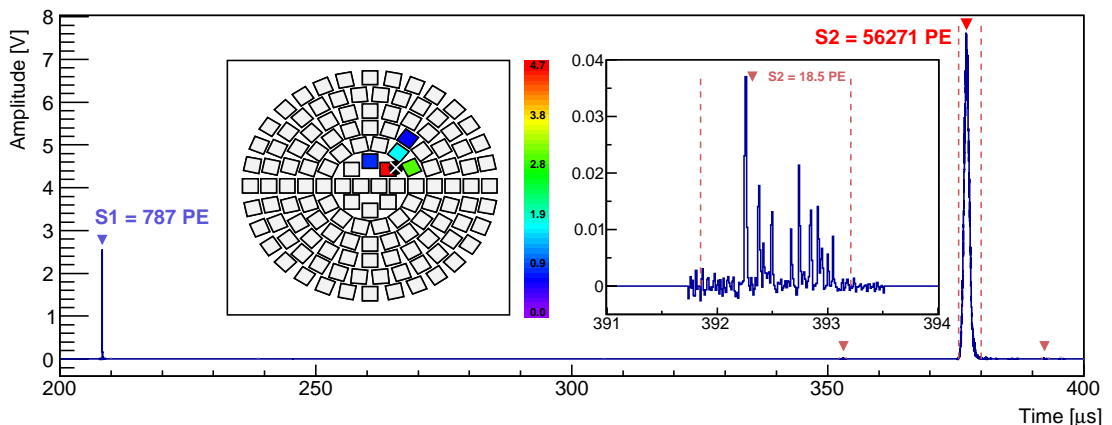 Amplitude [V]
8
7
6
5
4
3
2
1
0
S1 = 787 PE
4.7
3.8
2.8
1.9
0.9
0.0
S2 = 56271 PE
0.04
0.03
0.02
0.01
0
S2 = 18.5 PE
391 392 393 394
200 250 300 350 400
Time [μs]